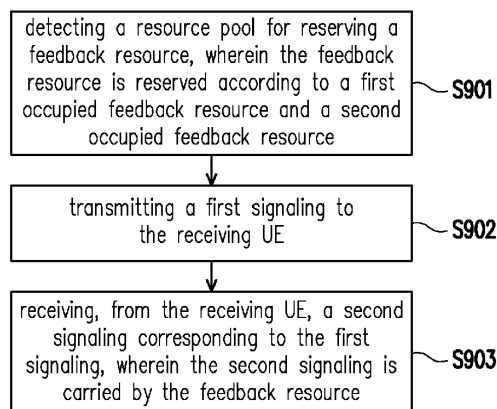 detecting a resource pool for reserving a
feedback resource, wherein the feedback
resource is reserved according to a first
occupied feedback resource and a second
occupied feedback resource
S901
transmitting a first signaling to
the receiving UE
S902
receiving, from the receiving UE, a second
signaling corresponding to the first
signaling, wherein the second signaling is
carried by the feedback resource
S903